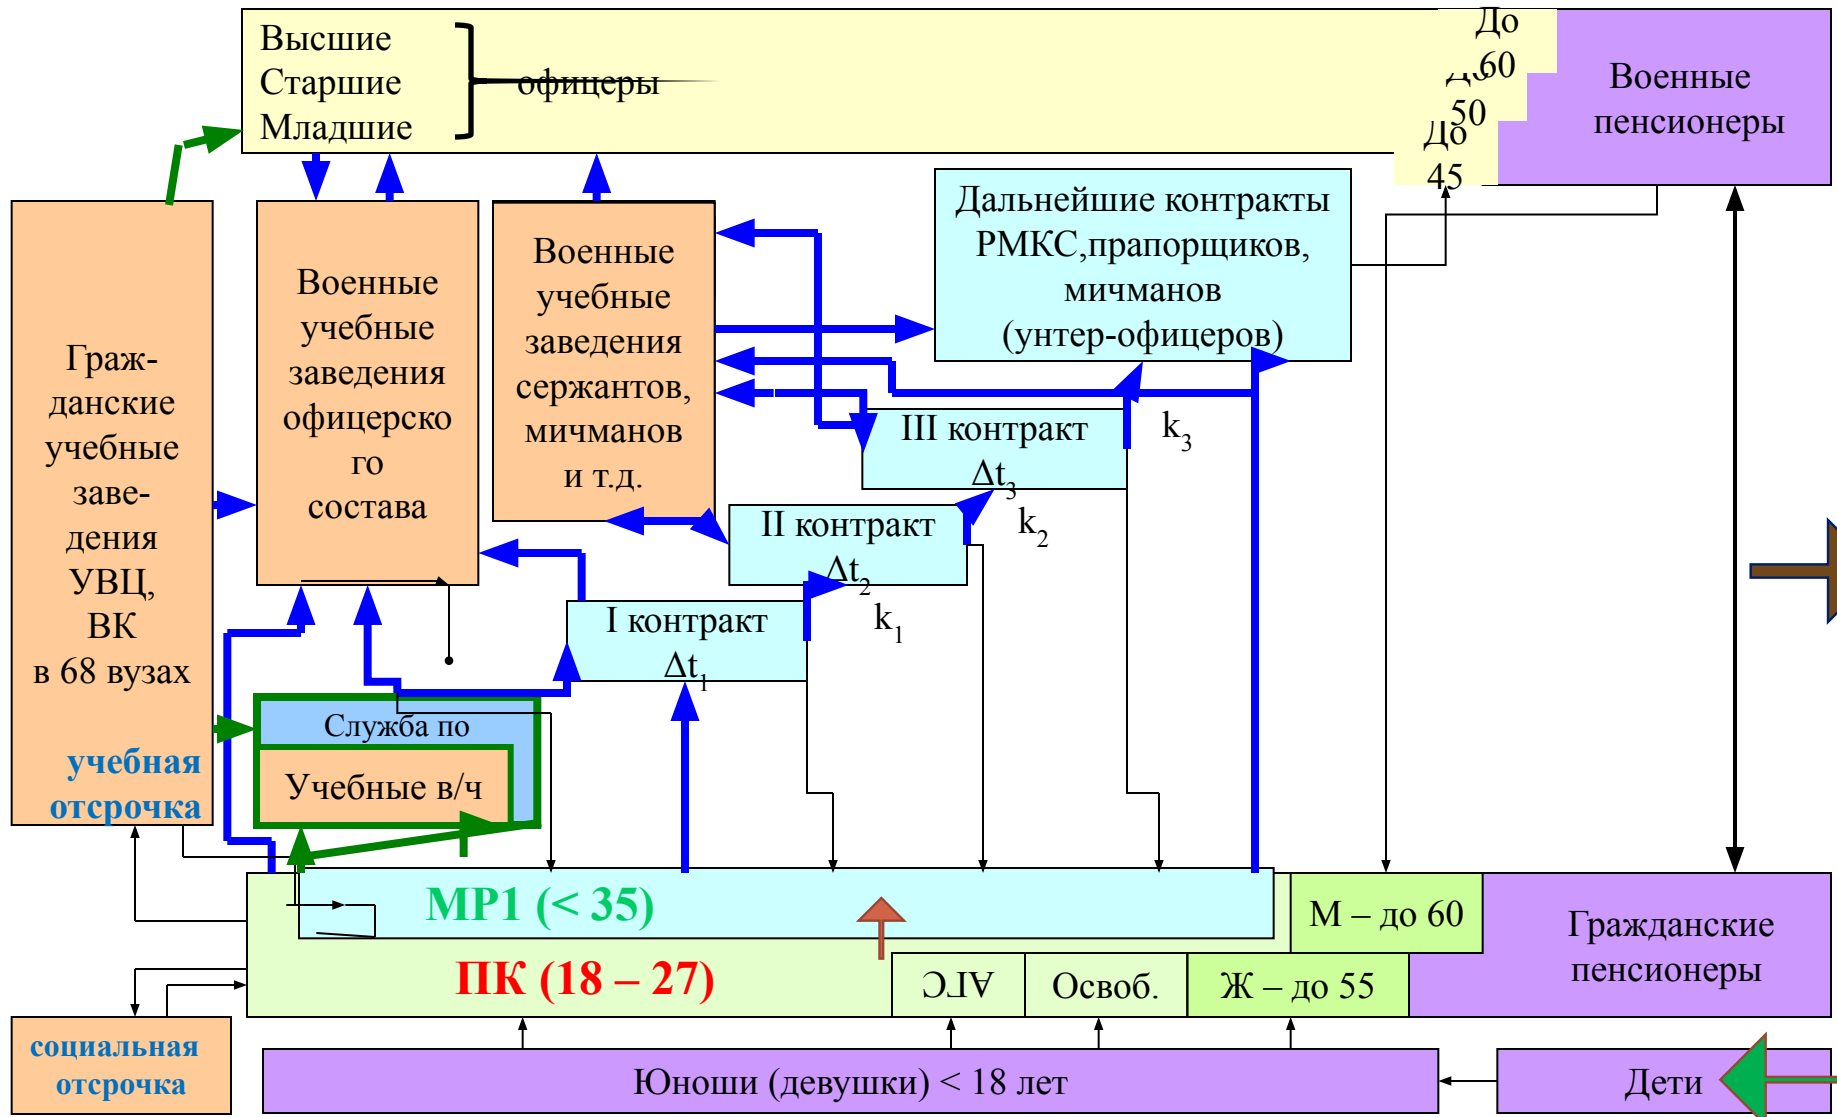 Высшие
Старшие
Младшие
офицеры
До
60
До
50
До
45
Военные
пенсионеры
Граж-
данские
учебные
заве-
дения
УВЦ,
ВК
в 68 вузах
учебная
отсрочка
Военные
учебные
заведения
офицерско
го
состава
Военные
учебные
заведения
сержантов,
мичманов
и т.д.
Дальнейшие контракты
РМКС,прапорщиков,
мичманов
(унтер-офицеров)
III контракт
Δt3
k3
II контракт
Δt2
k2
I контракт
Δt1
k1
Служба по
Учебные в/ч
МР1 (< 35)
ПК (18 – 27)
АГС
Освоб.
М – до 60
Ж – до 55
Гражданские
пенсионеры
социальная
отсрочка
Юноши (девушки) < 18 лет
Дети